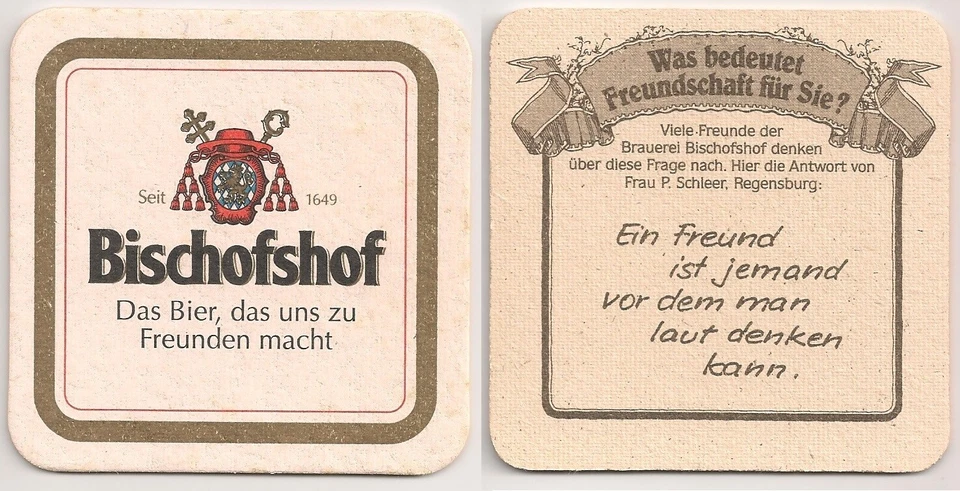 Seit 1649
Bischofshof
Das Bier, das uns zu
Freunden macht
Was bedeutet
Freundschaft für Sie?
Viele Freunde der
Brauerei Bischofshof denken
über diese Frage nach. Hier die Antwort von
Frau P. Schleer, Regensburg:
Ein Freund
ist jemand
vor dem man
laut denken
kann.